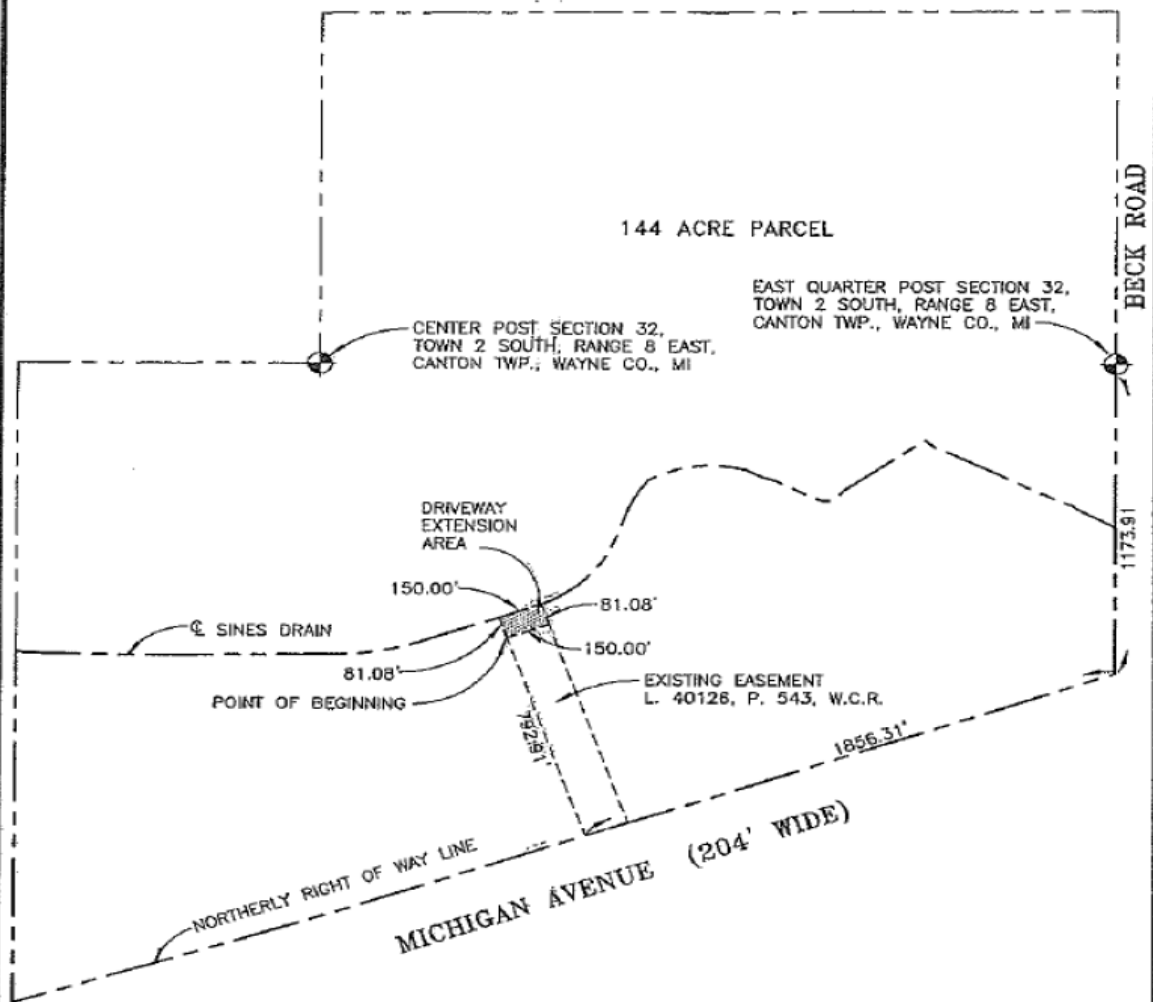 144 ACRE PARCEL
BECK ROAD
EAST QUARTER POST SECTION 32,
TOWN 2 SOUTH, RANGE 8 EAST,
CANTON TWP., WAYNE CO., MI
CENTER POST SECTION 32,
TOWN 2 SOUTH, RANGE 8 EAST,
CANTON TWP., WAYNE CO., MI
DRIVEWAY
EXTENSION
AREA
1173.91
150.00'
81.08'
℄ SINES DRAIN
150.00'
81.08'
POINT OF BEGINNING
EXISTING EASEMENT
L. 40128, P. 543, W.C.R.
792.91'
1856.31'
NORTHERLY RIGHT OF WAY LINE
MICHIGAN AVENUE (204' WIDE)